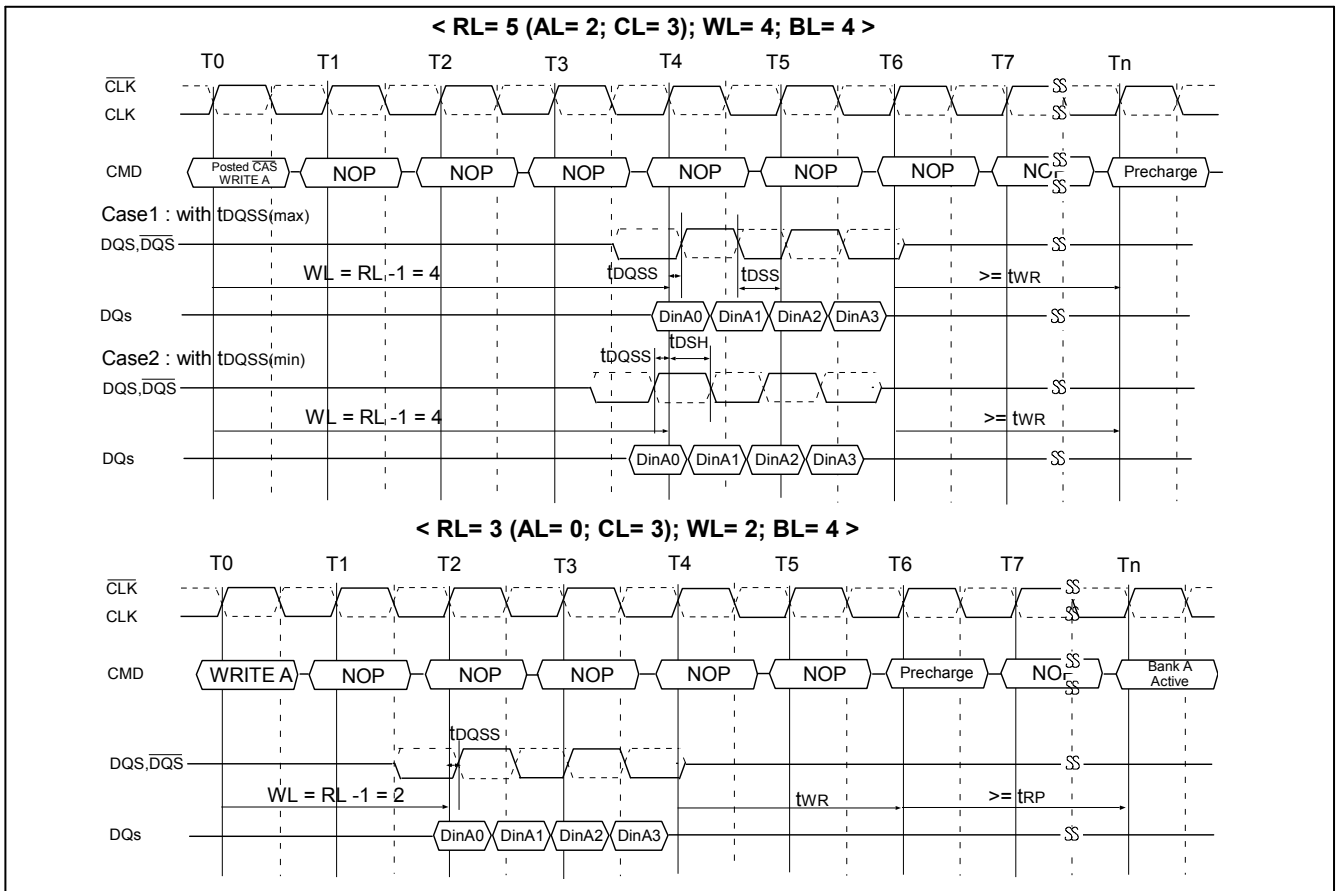 < RL= 5 (AL= 2; CL= 3); WL= 4; BL= 4 >
T0 T1 T2 T3 T4 T5 T6 T7 Tn
CLK
CLK
CMD Posted CAS WRITE A NOP NOP NOP NOP NOP NOP NOP Precharge
Case1 : with tDQSS(max)
DQS,DQS
WL = RL -1 = 4 tDQSS tDSS >= tWR
DQs DinA0 DinA1 DinA2 DinA3
Case2 : with tDQSS(min) tDQSS tDSH
DQS,DQS
WL = RL -1 = 4 >= tWR
DQs DinA0 DinA1 DinA2 DinA3
< RL= 3 (AL= 0; CL= 3); WL= 2; BL= 4 >
T0 T1 T2 T3 T4 T5 T6 T7 Tn
CLK
CLK
CMD WRITE A NOP NOP NOP NOP NOP Precharge NOP Bank A Active
tDQSS
DQS,DQS
WL = RL -1 = 2 tWR >= tRP
DQs DinA0 DinA1 DinA2 DinA3